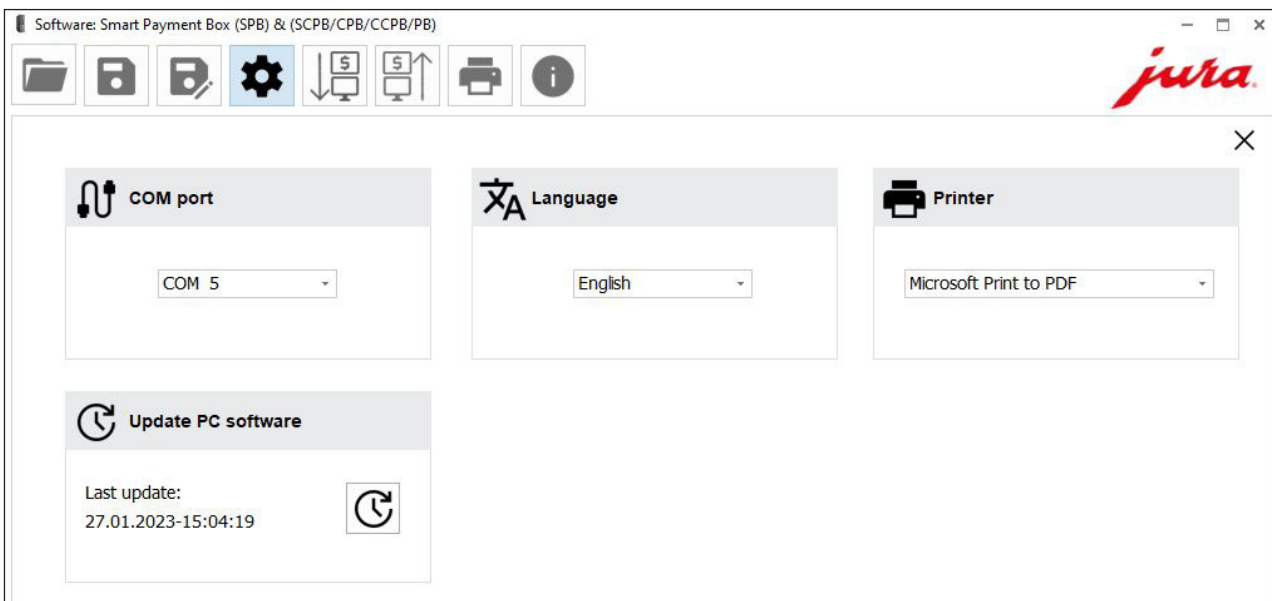 Software: Smart Payment Box (SPB) & (SCPB/CPB/CCPB/PB)
jura
COM port
Language
Printer
COM 5
English
Microsoft Print to PDF
Update PC software
Last update:
27.01.2023-15:04:19